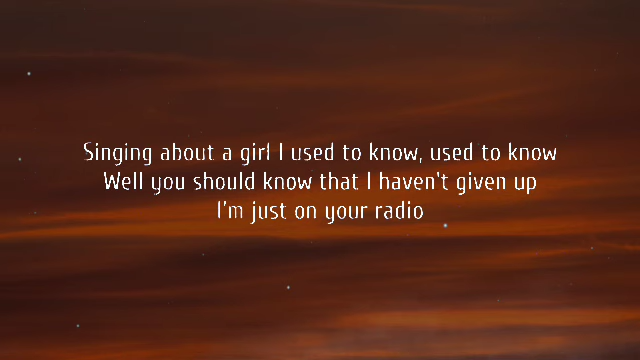 Singing about a girl I used to know, used to know
Well you should know that I haven't given up
I'm just on your radio